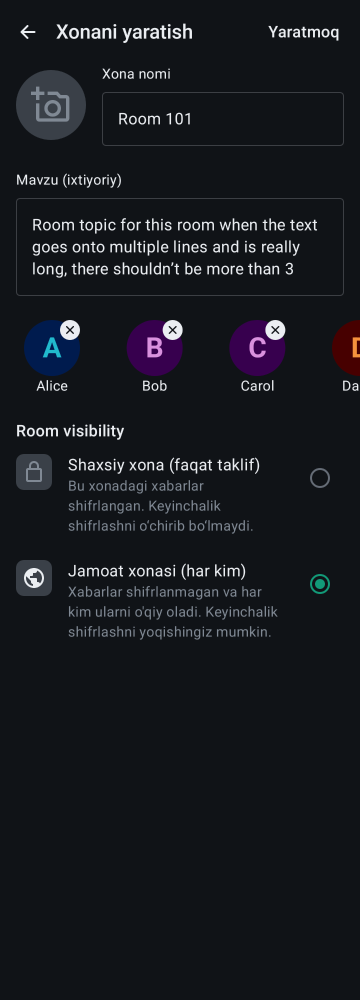 Xonani yaratish
Yaratmoq
Xona nomi
Room 101
Mavzu (ixtiyoriy)
Room topic for this room when the text
goes onto multiple lines and is really
long, there shouldn’t be more than 3
A
B
C
Alice
Bob
Carol
Da
Room visibility
Shaxsiy xona (faqat taklif)
Bu xonadagi xabarlar
shifrlangan. Keyinchalik
shifrlashni o‘chirib bo‘lmaydi.
Jamoat xonasi (har kim)
Xabarlar shifrlanmagan va har
kim ularni o'qiy oladi. Keyinchalik
shifrlashni yoqishingiz mumkin.